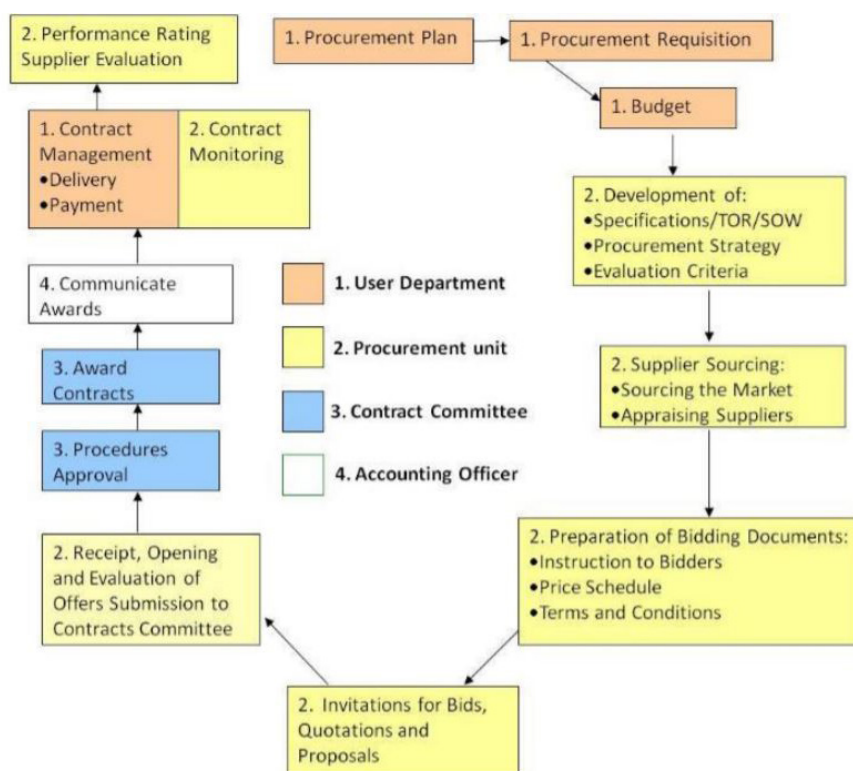 1. Procurement Plan
1. Procurement Requisition
1. Budget
2. Development of:
•Specifications/TOR/SOW
•Procurement Strategy
•Evaluation Criteria
2. Supplier Sourcing:
•Sourcing the Market
•Appraising Suppliers
2. Preparation of Bidding Documents:
•Instruction to Bidders
•Price Schedule
•Terms and Conditions
2. Invitations for Bids,
Quotations and
Proposals
2. Receipt, Opening
and Evaluation of
Offers Submission to
Contracts Committee
3. Procedures
Approval
3. Award
Contracts
4. Communicate
Awards
1. Contract
Management
•Delivery
•Payment
2. Contract
Monitoring
2. Performance Rating
Supplier Evaluation
1. User Department
2. Procurement unit
3. Contract Committee
4. Accounting Officer